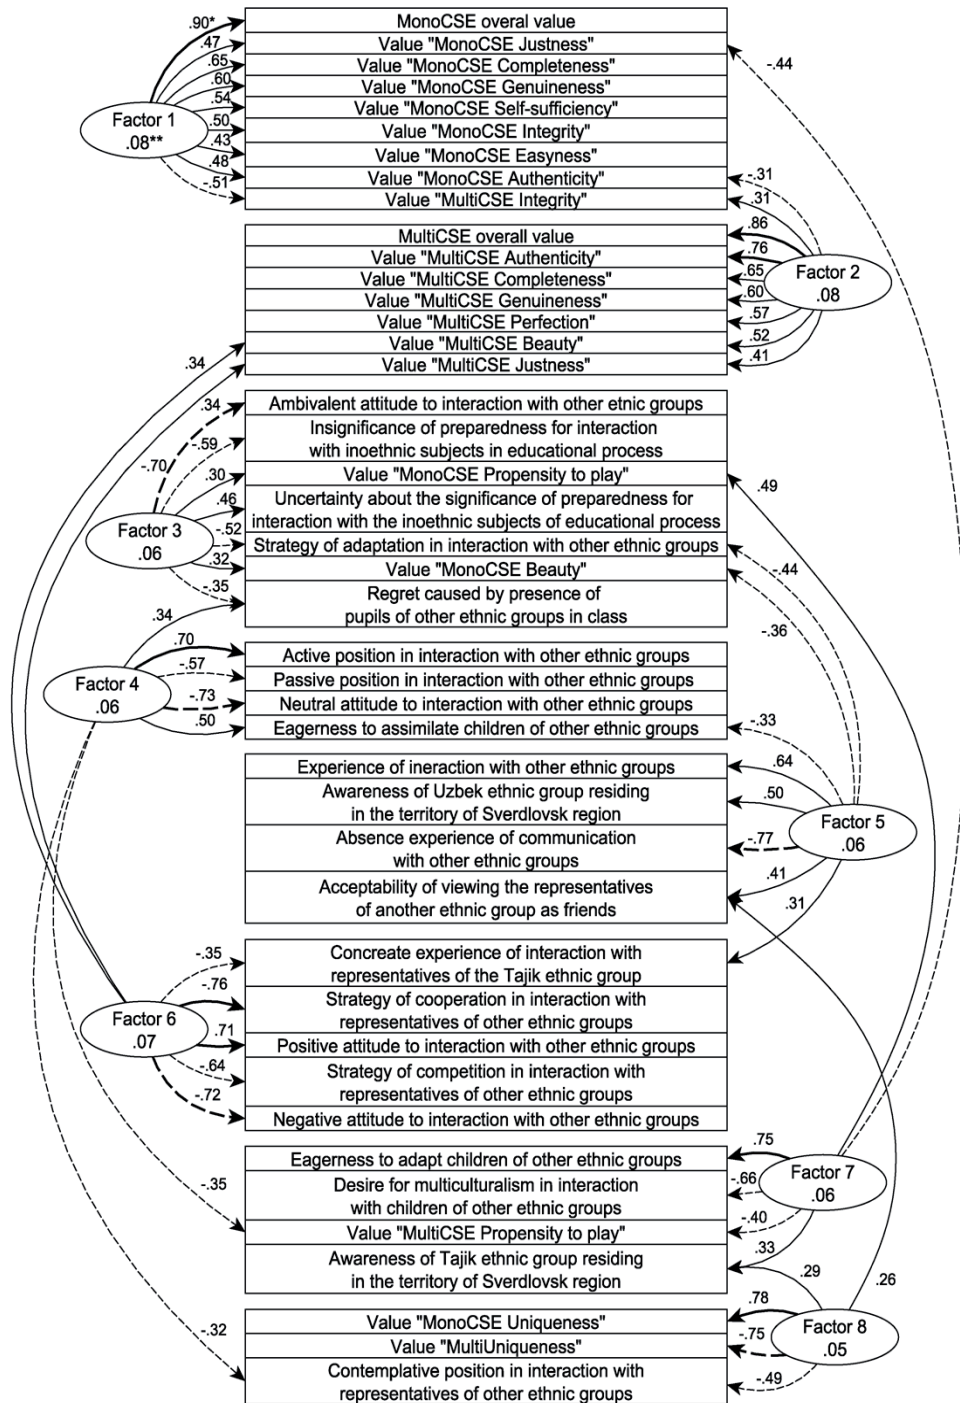 .90*
MonoCSE overal value
.47
Value "MonoCSE Justness"
-.44
.65
Value "MonoCSE Completeness"
.60
Value "MonoCSE Genuineness"
.54
Value "MonoCSE Self-sufficiency"
Factor 1
.08**
.50
Value "MonoCSE Integrity"
.43
Value "MonoCSE Easyness"
.48
Value "MonoCSE Authenticity"
-.31
-.51
Value "MultiCSE Integrity"
.31
MultiCSE overall value
.86
Value "MultiCSE Authenticity"
.76
Value "MultiCSE Completeness"
.65
Factor 2
.08
Value "MultiCSE Genuineness"
.60
Value "MultiCSE Perfection"
.57
.34
Value "MultiCSE Beauty"
.52
Value "MultiCSE Justness"
.41
.34
Ambivalent attitude to interaction with other etnic groups
-.70
-.59
Insignificance of preparedness for interaction
with inoethnic subjects in educational process
.30
Value "MonoCSE Propensity to play"
.49
.46
Uncertainty about the significance of preparedness for
interaction with the inoethnic subjects of educational process
Factor 3
.06
-.52
Strategy of adaptation in interaction with other ethnic groups
-.44
.32
Value "MonoCSE Beauty"
-.36
-.35
Regret caused by presence of
pupils of other ethnic groups in class
.34
.70
Active position in interaction with other ethnic groups
Factor 4
.06
-.57
Passive position in interaction with other ethnic groups
-.73
Neutral attitude to interaction with other ethnic groups
.50
Eagerness to assimilate children of other ethnic groups
-.33
Experience of ineraction with other ethnic groups
.64
Awareness of Uzbek ethnic group residing
in the territory of Sverdlovsk region
.50
Factor 5
.06
Absence experience of communication
with other ethnic groups
-.77
Acceptability of viewing the representatives
of another ethnic group as friends
.41
.31
-.35
Concreate experience of interaction with
representatives of the Tajik ethnic group
-.76
Strategy of cooperation in interaction with
representatives of other ethnic groups
Factor 6
.07
.71
Positive attitude to interaction with other ethnic groups
-.64
Strategy of competition in interaction with
representatives of other ethnic groups
-.72
Negative attitude to interaction with other ethnic groups
Eagerness to adapt children of other ethnic groups
.75
Factor 7
.06
-.35
Desire for multiculturalism in interaction
with children of other ethnic groups
-.66
Value "MultiCSE Propensity to play"
-.40
Awareness of Tajik ethnic group residing
in the territory of Sverdlovsk region
.33
.29
.26
-.32
Value "MonoCSE Uniqueness"
.78
Factor 8
.05
Value "MultiUniqueness"
-.75
Contemplative position in interaction with
representatives of other ethnic groups
-.49